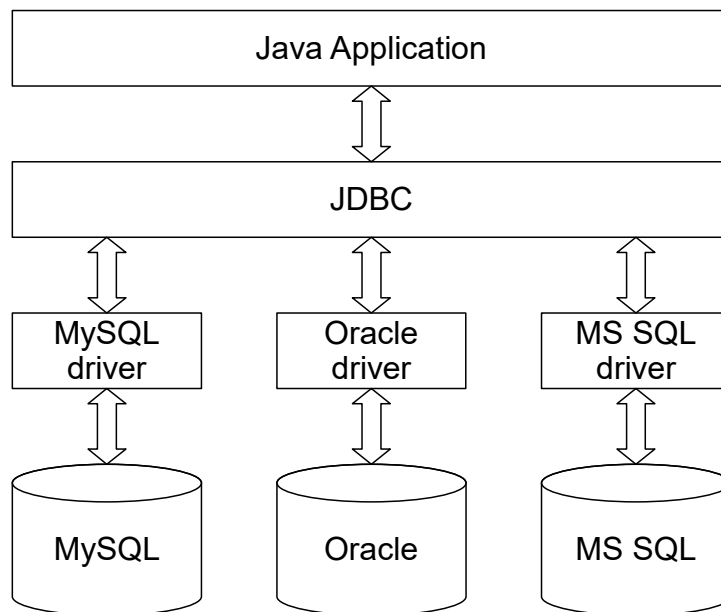 Java Application
JDBC
MySQL
driver
Oracle
driver
MS SQL
driver
MySQL
Oracle
MS SQL